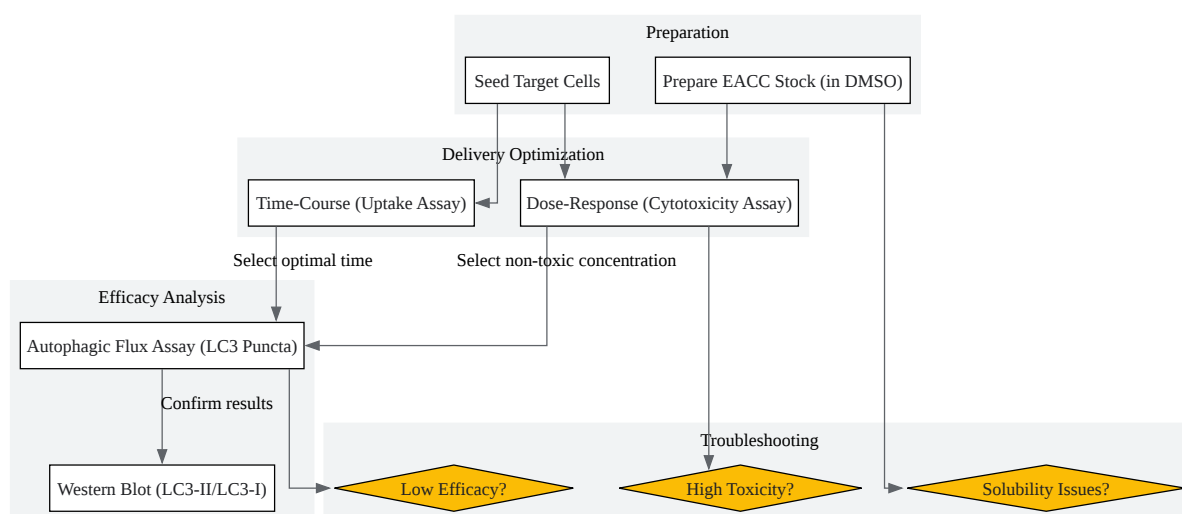 Preparation
Seed Target Cells
Prepare EACC Stock (in DMSO)
Delivery Optimization
Time-Course (Uptake Assay)
Dose-Response (Cytotoxicity Assay)
Select optimal time
Select non-toxic concentration
Efficacy Analysis
Autophagic Flux Assay (LC3 Puncta)
Confirm results
Troubleshooting
Western Blot (LC3-II/LC3-I)
Low Efficacy?
High Toxicity?
Solubility Issues?